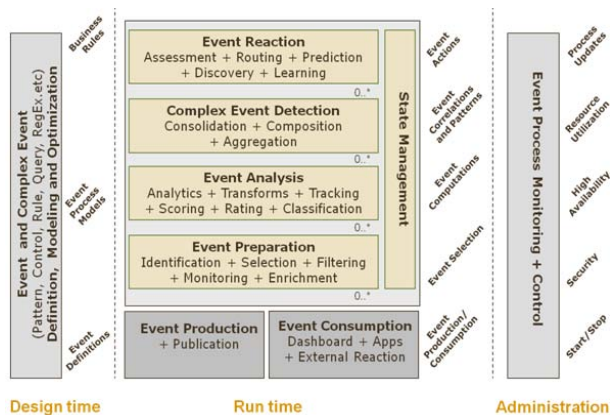 Event and Complex Event
(Pattern, Control, Rule, Query, RegEx.etc)
Definition, Modeling and Optimization
Business
Rules
Event
Process
Models
Event
Definitions
Event Reaction
Assessment + Routing + Prediction
+ Discovery + Learning
0..*
Complex Event Detection
Consolidation + Composition
+ Aggregation
0..*
Event Analysis
Analytics + Transforms + Tracking
+ Scoring + Rating + Classification
0..*
Event Preparation
Identification + Selection + Filtering
+ Monitoring + Enrichment
0..*
State Management
Event Production
+ Publication
Event Consumption
Dashboard + Apps
+ External Reaction
Event
Actions
Event
Correlations
and Patterns
Event
Computations
Event Selection
Event
Production/
Consumption
Event Process Monitoring + Control
Process
Updates
Resource
Utilization
High
Availability
Security
Start/Stop
Design time
Run time
Administration